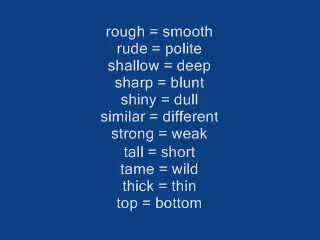 rough = smooth
rude = polite
shallow = deep
sharp = blunt
shiny = dull
similar = different
strong = weak
tall = short
tame = wild
thick = thin
top = bottom